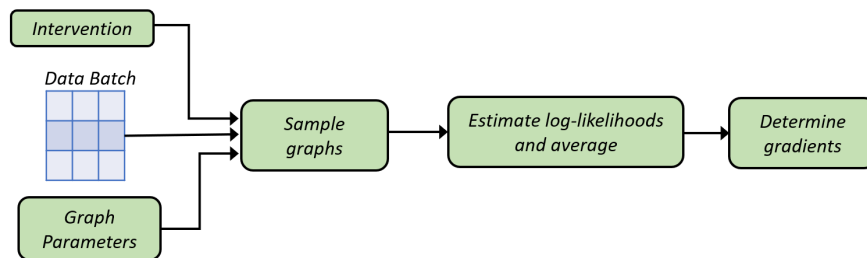 Intervention
Data Batch
Sample
graphs
Estimate log-likelihoods
and average
Determine
gradients
Graph
Parameters